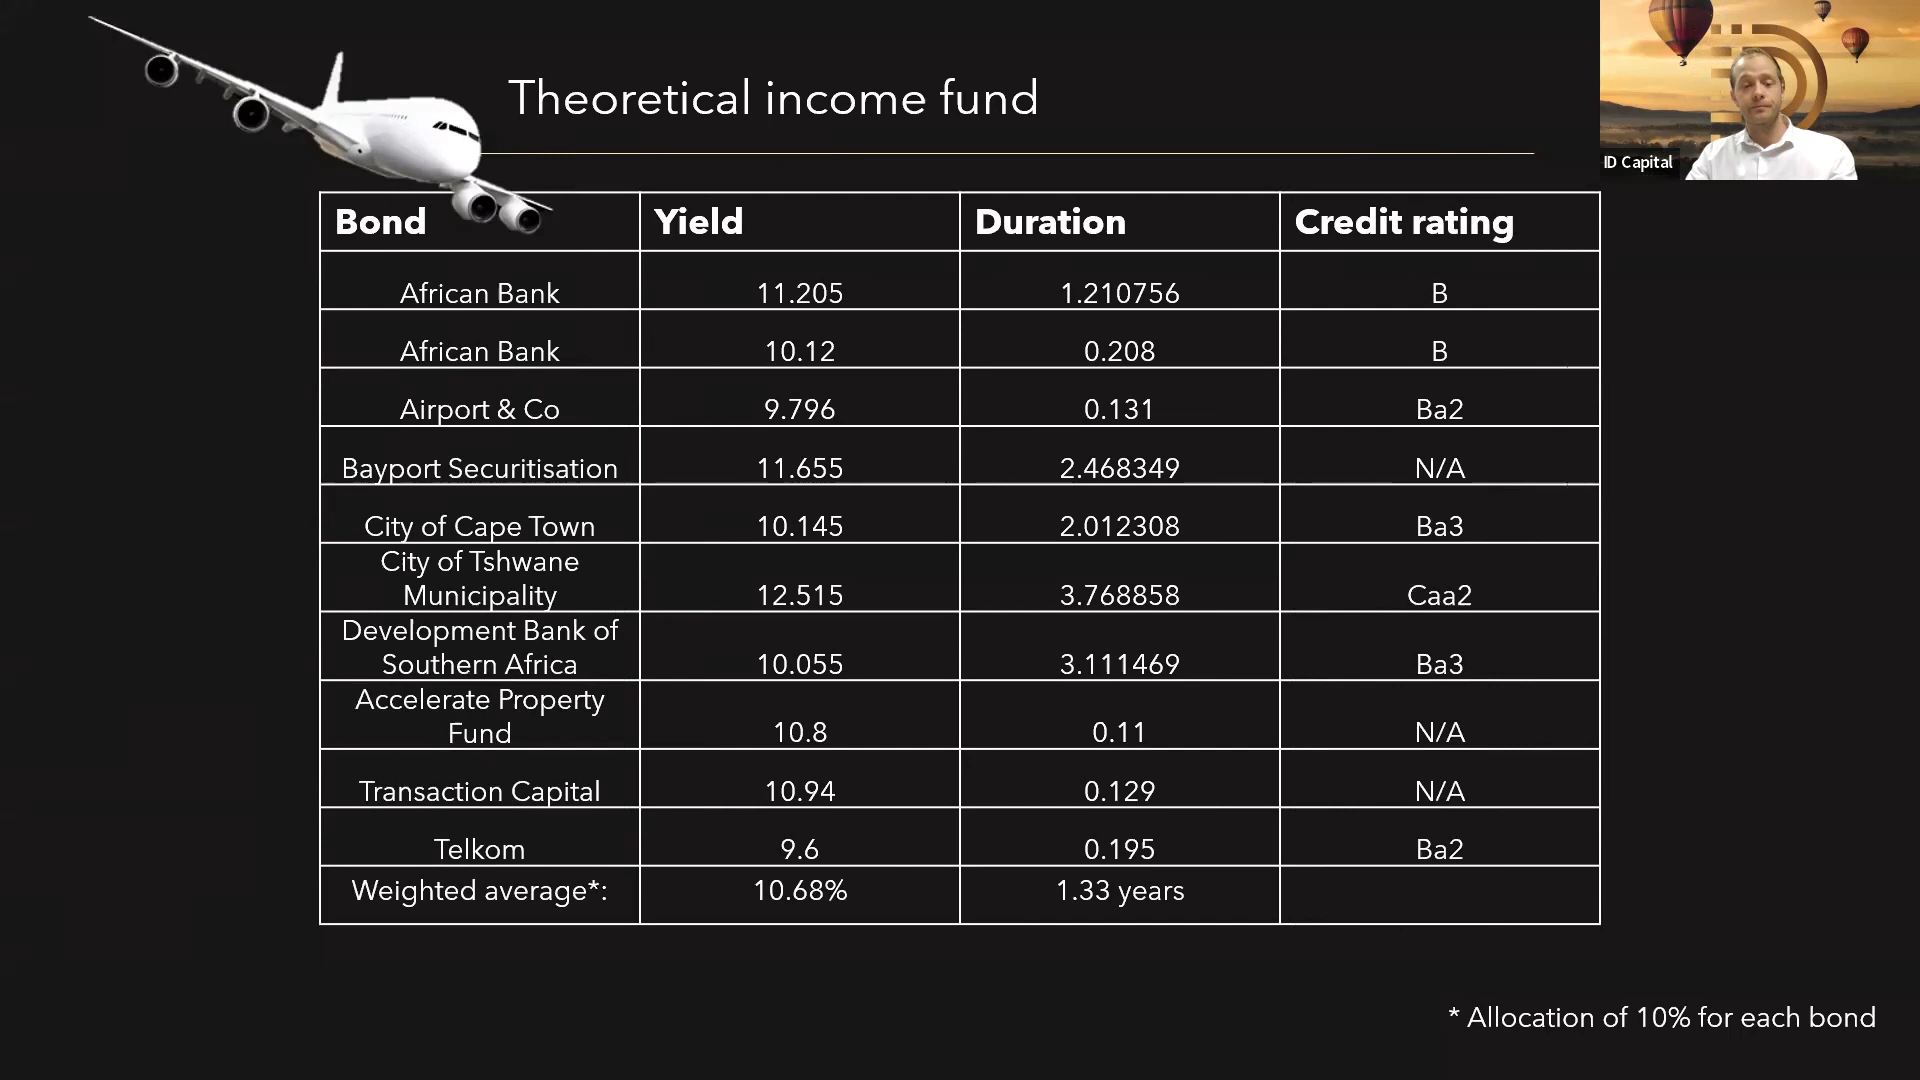 Theoretical income fund
ID Capital
Bond Yield Duration Credit rating
African Bank 11.205 1.210756 B
African Bank 10.12 0.208 B
Airport & Co 9.796 0.131 Ba2
Bayport Securitisation 11.655 2.468349 N/A
City of Cape Town 10.145 2.012308 Ba3
City of Tshwane
Municipality 12.515 3.768858 Caa2
Development Bank of
Southern Africa 10.055 3.111469 Ba3
Accelerate Property
Fund 10.8 0.11 N/A
Transaction Capital 10.94 0.129 N/A
Telkom 9.6 0.195 Ba2
Weighted average*: 10.68% 1.33 years
* Allocation of 10% for each bond